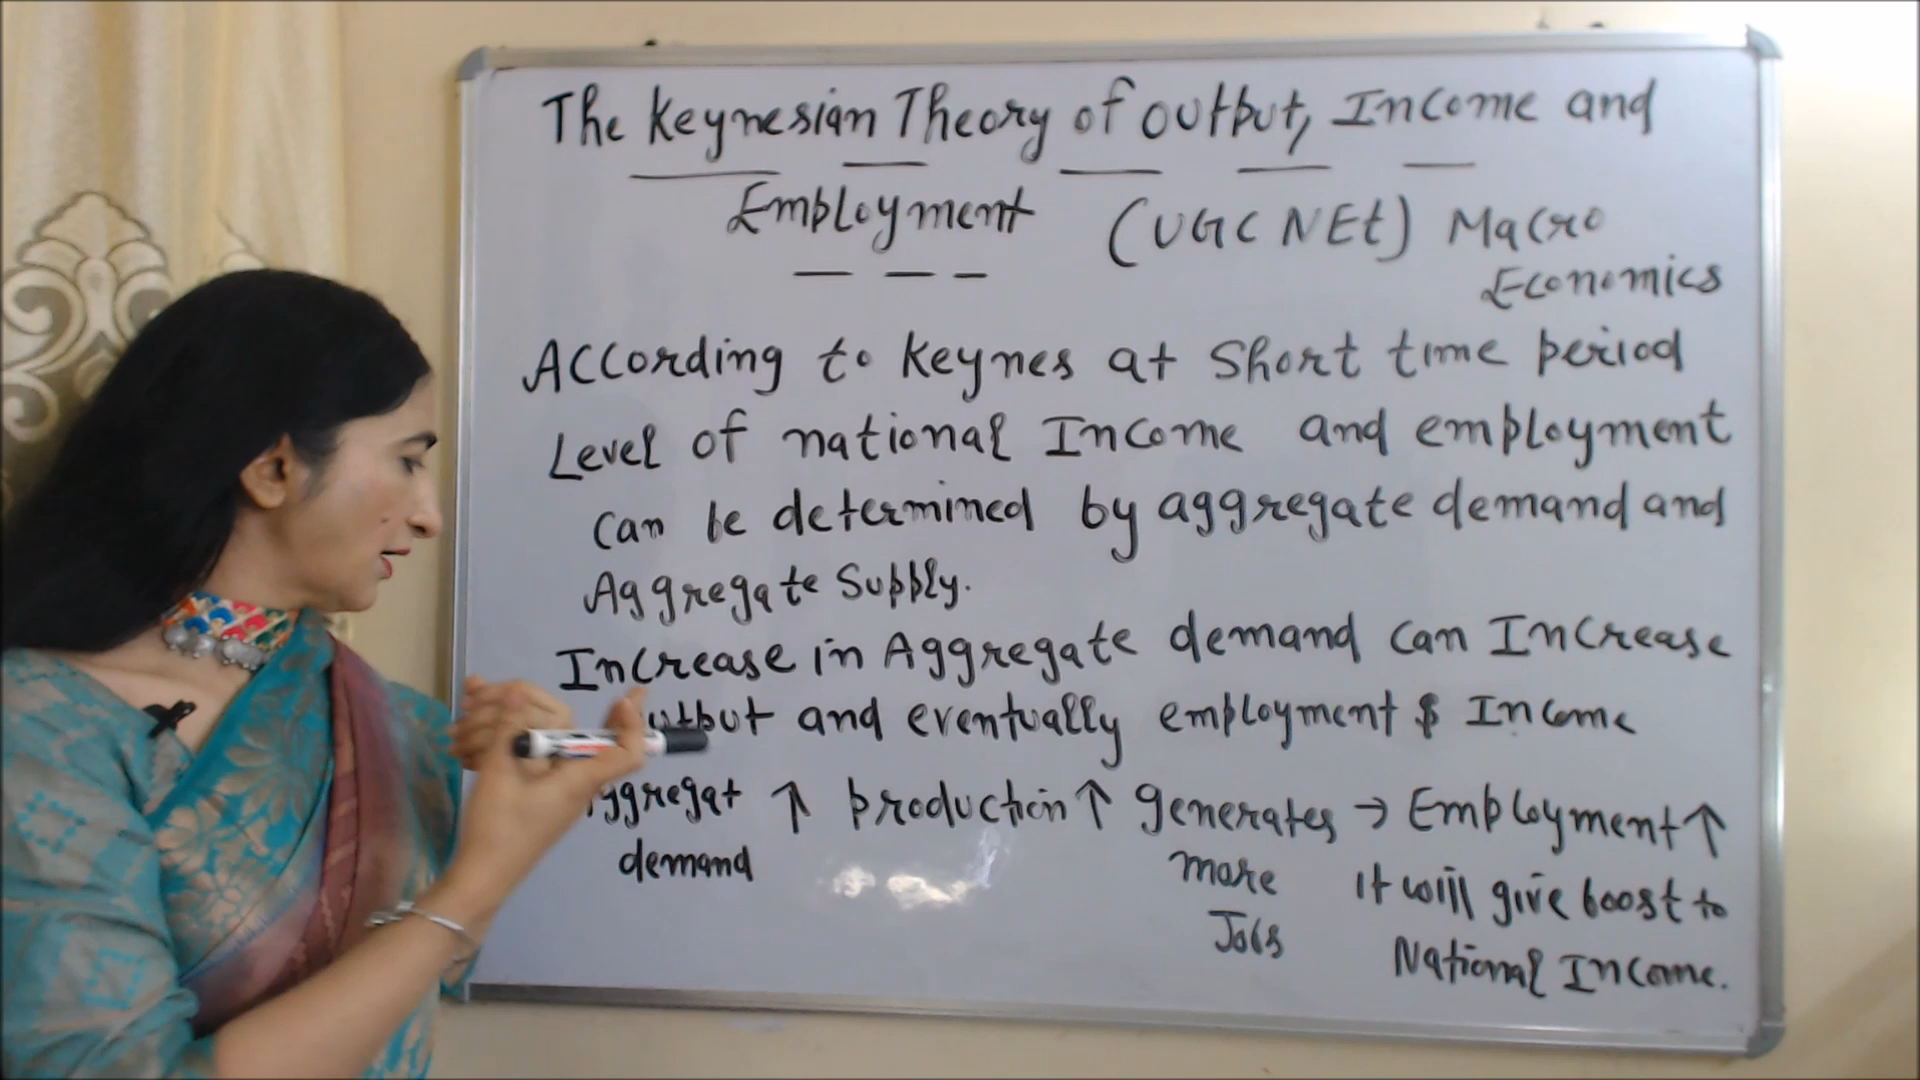 The Keynesian Theory of output, Income and
Employment (UGC NEt) Macro
Economics
According to Keynes at Short time period
Level of national Income and employment
can be determined by aggregate demand and
Aggregate Supply.
Increase in Aggregate demand can Increase
utput and eventually employment & Income
ggregat ↑ production ↑ generates → Employment ↑
demand more It will give boost to
Jobs National Income.